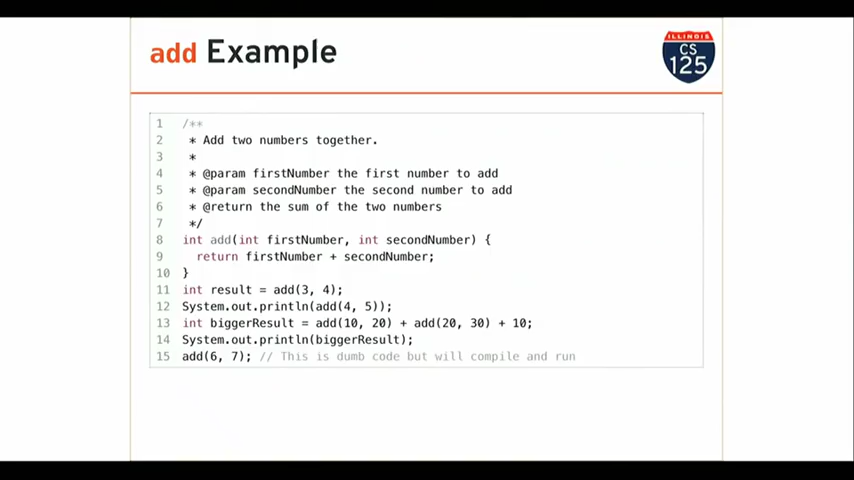 add Example
ILLINOIS
CS
125
1 /**
2 * Add two numbers together.
3 *
4 * @param firstNumber the first number to add
5 * @param secondNumber the second number to add
6 * @return the sum of the two numbers
7 */
8 int add(int firstNumber, int secondNumber) {
9 return firstNumber + secondNumber;
10 }
11 int result = add(3, 4);
12 System.out.println(add(4, 5));
13 int biggerResult = add(10, 20) + add(20, 30) + 10;
14 System.out.println(biggerResult);
15 add(6, 7); // This is dumb code but will compile and run